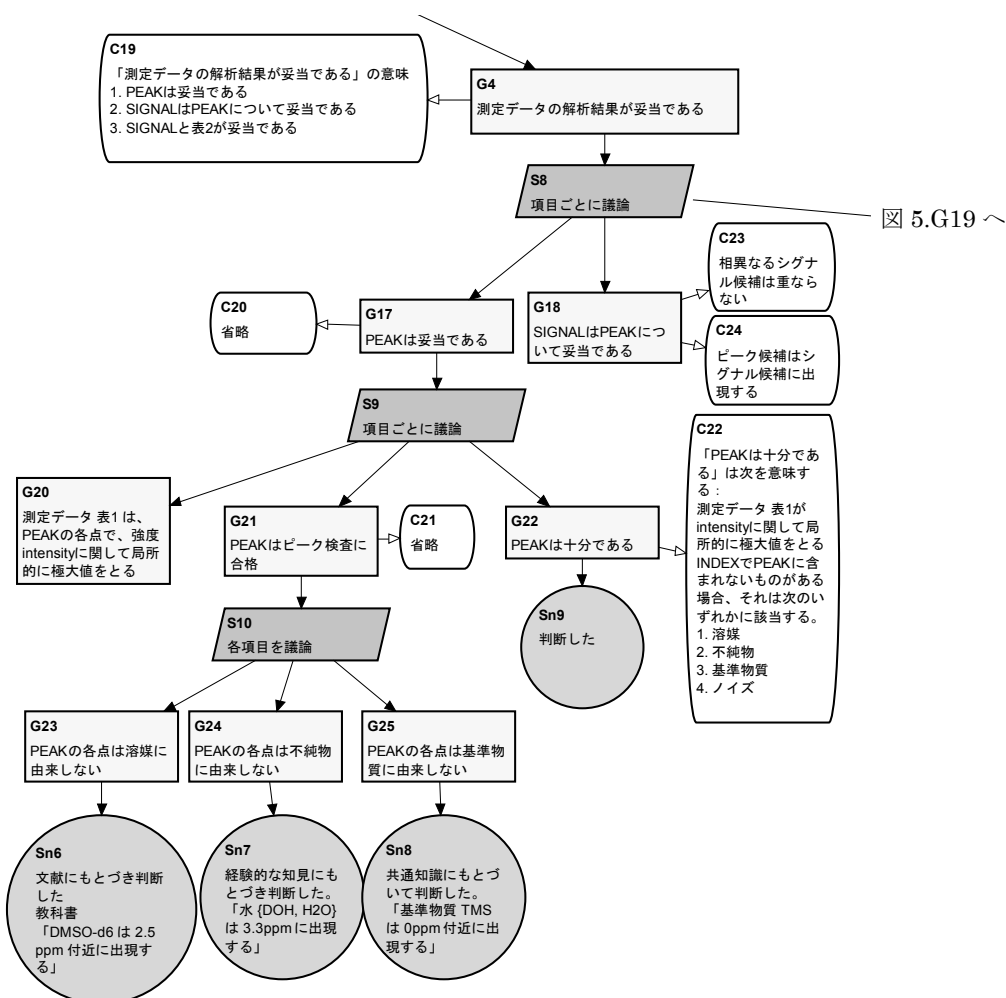 C19
「測定データの解析結果が妥当である」の意味
1. PEAKは妥当である
2. SIGNALはPEAKについて妥当である
3. SIGNALと表2が妥当である
G4
測定データの解析結果が妥当である
S8
項目ごとに議論
図 5.G19 へ
C23
相異なるシグナ
ル候補は重なら
ない
C20
省略
G17
PEAKは妥当である
G18
SIGNALはPEAKにつ
いて妥当である
C24
ピーク候補はシ
グナル候補に出
現する
S9
項目ごとに議論
C22
「PEAKは十分であ
る」は次を意味す
る：
測定データ 表1が
intensityに関して局
所的に極大値をとる
INDEXでPEAKに含
まれないものがある
場合、それは次のい
ずれかに該当する。
1. 溶媒
2. 不純物
3. 基準物質
4. ノイズ
G20
測定データ 表1 は、
PEAKの各点で、強度
intensityに関して局所
的に極大値をとる
G21
PEAKはピーク検査に
合格
C21
省略
G22
PEAKは十分である
Sn9
判断した
S10
各項目を議論
G23
PEAKの各点は溶媒に
由来しない
G24
PEAKの各点は不純物
に由来しない
G25
PEAKの各点は基準物
質に由来しない
Sn6
文献にもとづき判断
した
教科書
「DMSO-d6 は 2.5
ppm 付近に出現す
る」
Sn7
経験的な知見にも
とづき判断した。
「水 {DOH, H2O}
は 3.3ppm に出現
する」
Sn8
共通知識にもとづ
いて判断した。
「基準物質 TMS
は 0ppm 付近に出
現する」